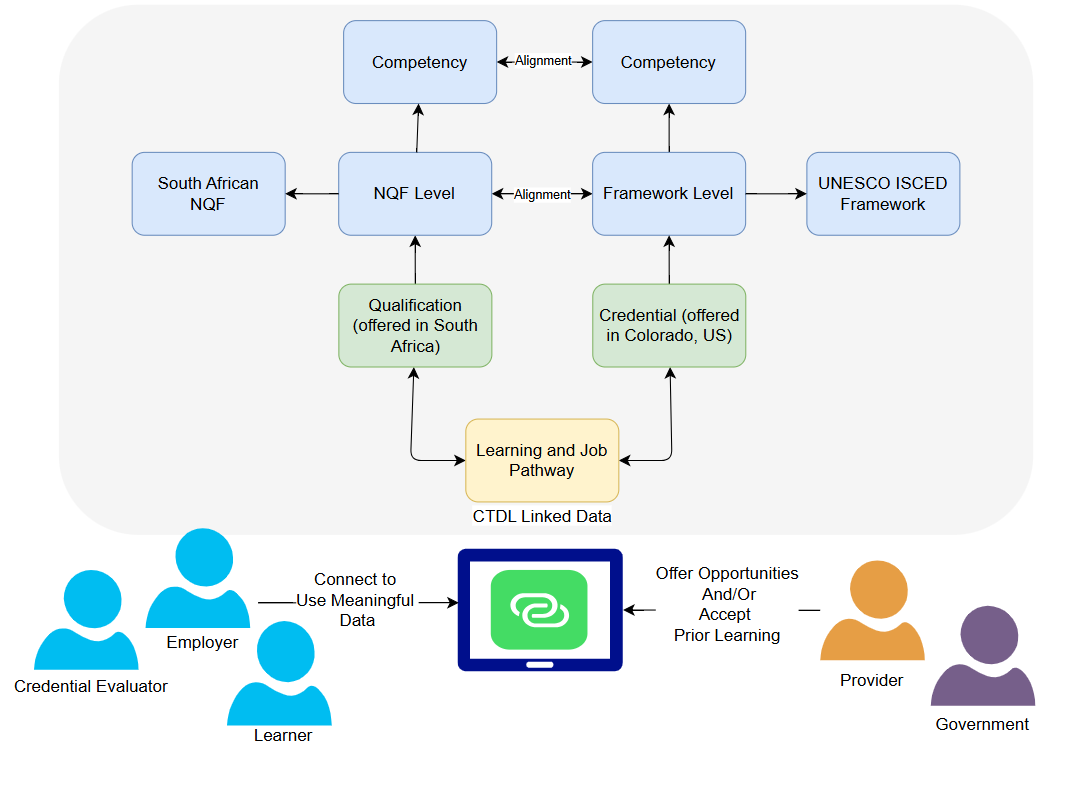 Competency
Alignment
Competency
South African
NQF
NQF Level
Alignment
Framework Level
UNESCO ISCED
Framework
Qualification
(offered in South
Africa)
Credential (offered
in Colorado, US)
Learning and Job
Pathway
CTDL Linked Data
Connect to
Use Meaningful
Data
Offer Opportunities
And/Or
Accept
Prior Learning
Employer
Credential Evaluator
Learner
Provider
Government